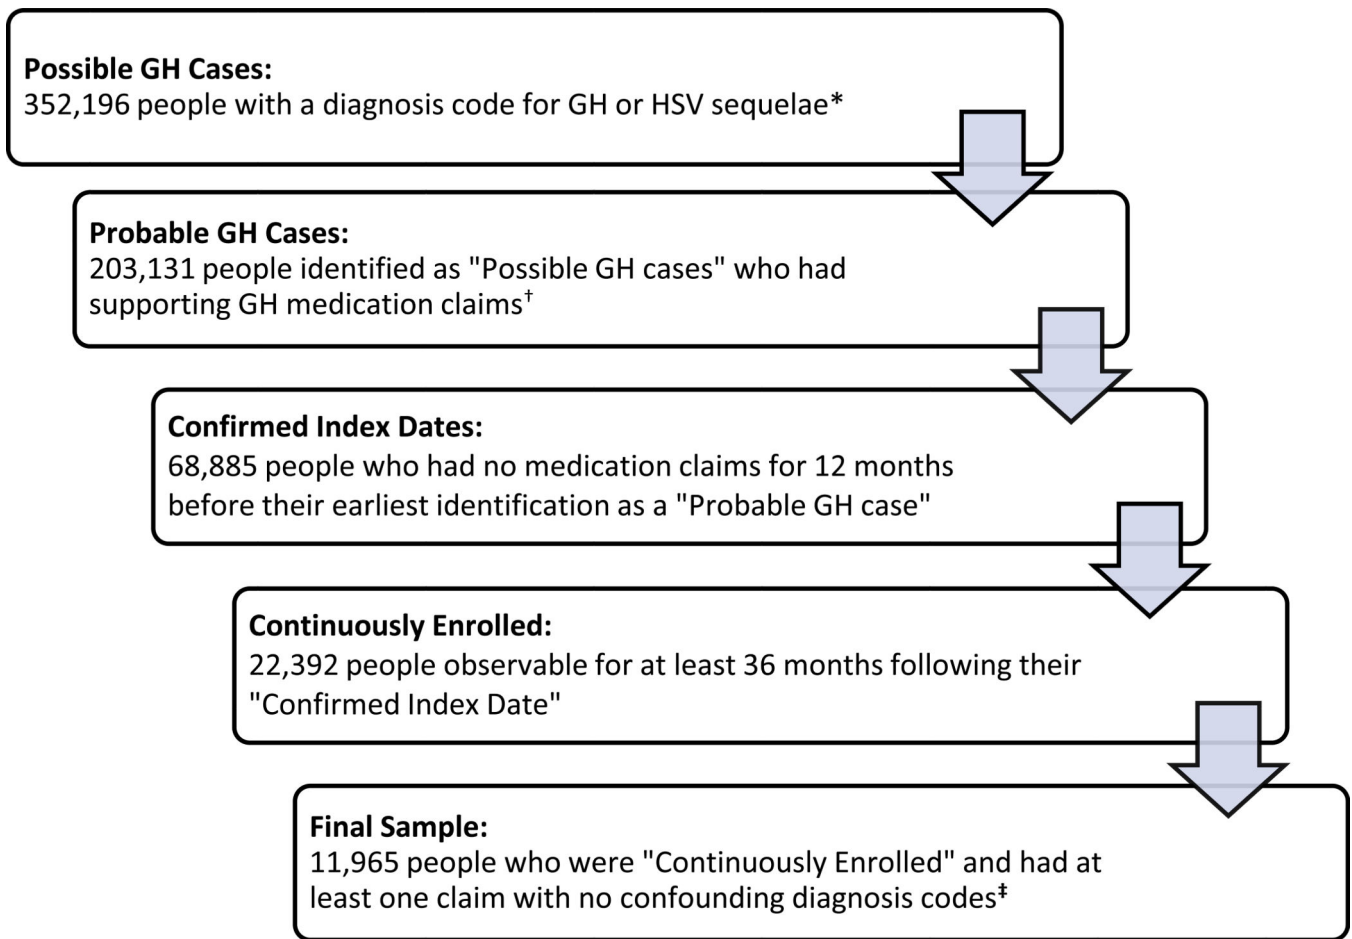 Possible GH Cases:
352,196 people with a diagnosis code for GH or HSV sequelae*
Probable GH Cases:
203,131 people identified as "Possible GH cases" who had
supporting GH medication claims†
Confirmed Index Dates:
68,885 people who had no medication claims for 12 months
before their earliest identification as a "Probable GH case"
Continuously Enrolled:
22,392 people observable for at least 36 months following their
"Confirmed Index Date"
Final Sample:
11,965 people who were "Continuously Enrolled" and had at
least one claim with no confounding diagnosis codes‡